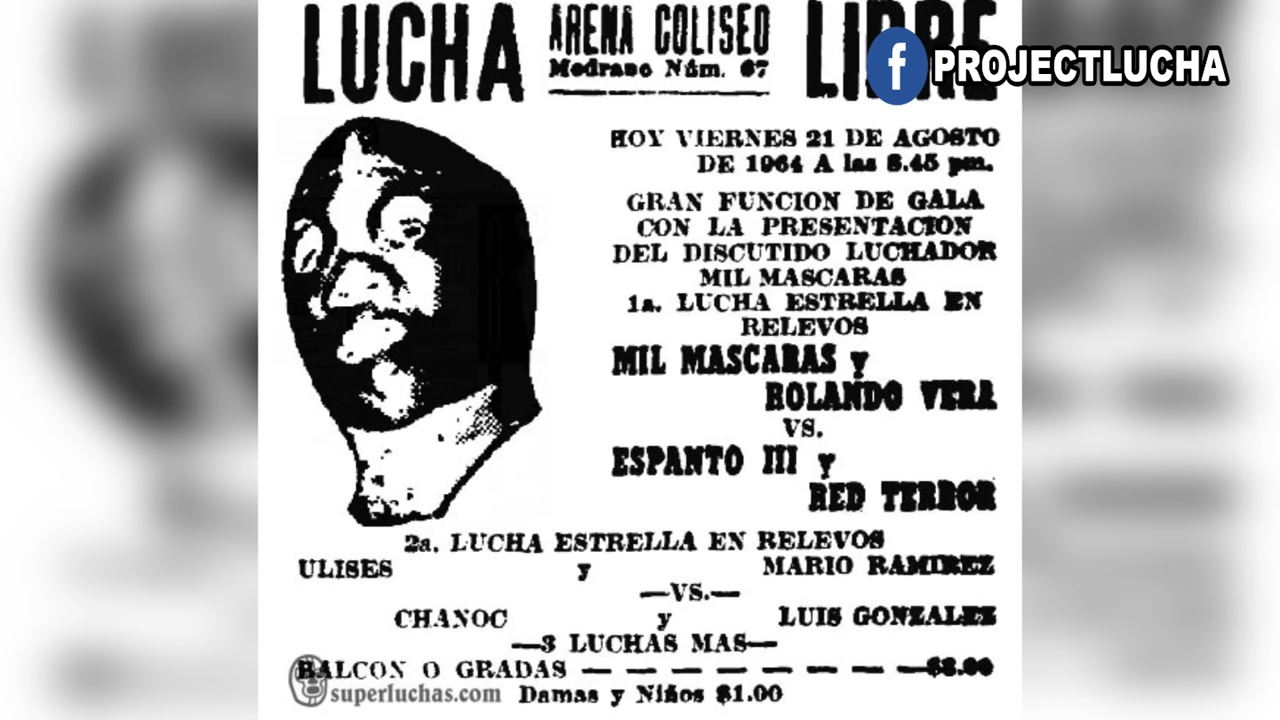 LUCHA ARENA COLISEO LIBRE
Medrano Núm. 67
PROJECTLUCHA
HOY VIERNES 21 DE AGOSTO
DE 1964 A las 8.45 pm.
GRAN FUNCION DE GALA
CON LA PRESENTACION
DEL DISCUTIDO LUCHADOR
MIL MASCARAS
1a. LUCHA ESTRELLA EN
RELEVOS
MIL MASCARAS y
ROLANDO VERA
VS.
ESPANTO III y
RED TERROR
2a. LUCHA ESTRELLA EN RELEVOS
ULISES y MARIO RAMIREZ
—VS.—
CHANOC y LUIS GONZALEZ
—3 LUCHAS MAS—
BALCON O GRADAS — — — — — — — —
superluchas.com Damas y Niños $1.00